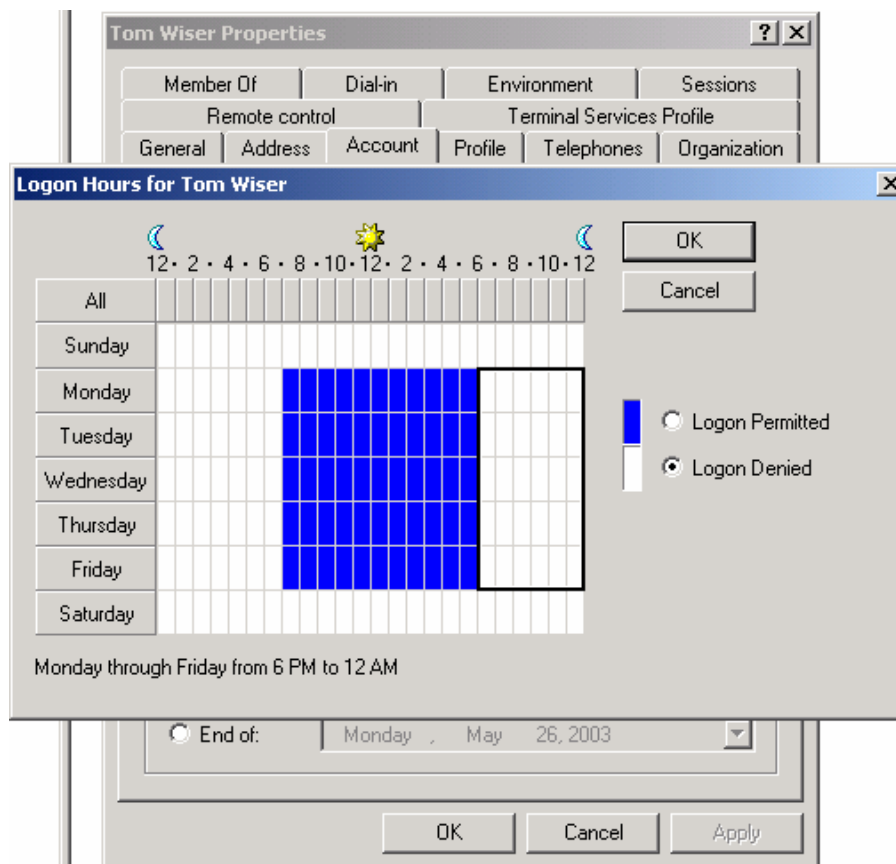 Tom Wiser Properties
Member Of Dial-in Environment Sessions
Remote control Terminal Services Profile
General Address Account Profile Telephones Organization
Logon Hours for Tom Wiser
12 · 2 · 4 · 6 · 8 · 10 · 12 · 2 · 4 · 6 · 8 · 10 · 12
OK
Cancel
All
Sunday
Monday
Tuesday
Wednesday
Thursday
Friday
Saturday
Logon Permitted
Logon Denied
Monday through Friday from 6 PM to 12 AM
End of: Monday , May 26, 2003
OK Cancel Apply